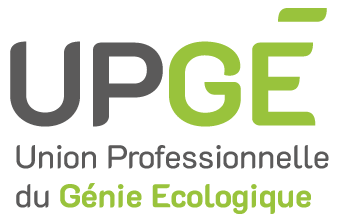 UPGÉ
Union Professionnelle
du Génie Ecologique